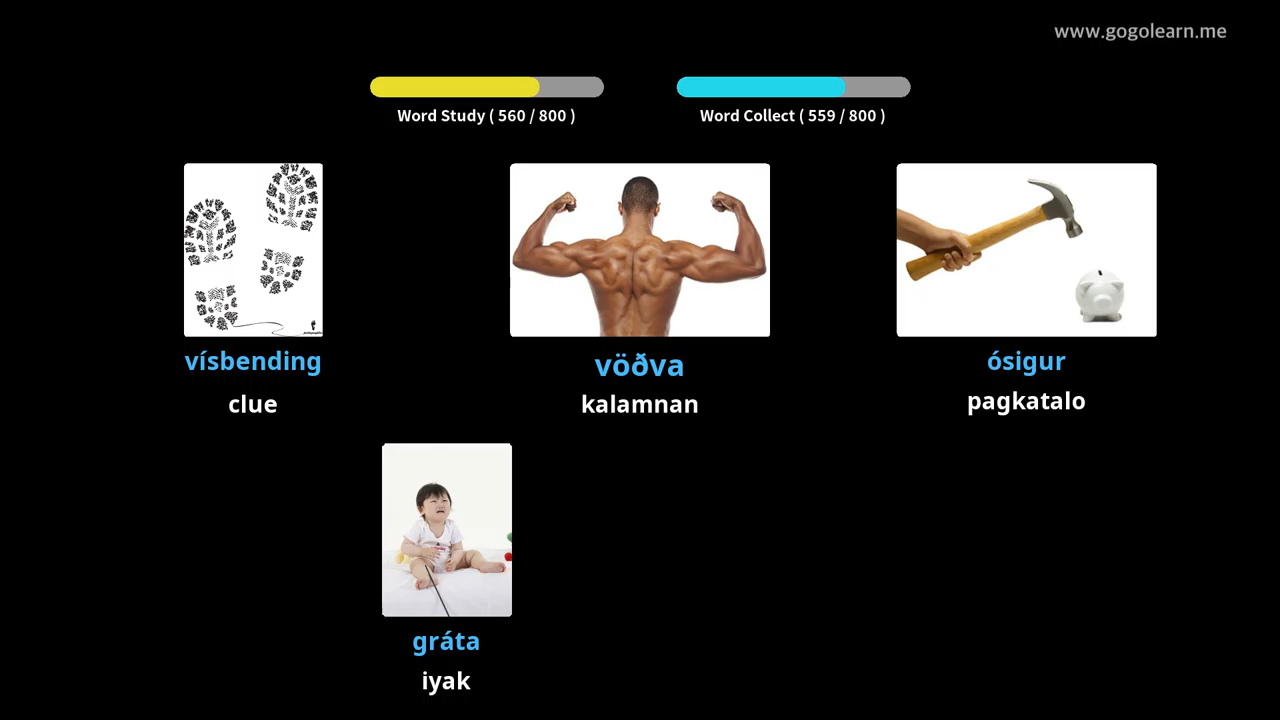 www.gogolearn.me
Word Study ( 560 / 800 )
Word Collect ( 559 / 800 )
vísbending
clue
vöðva
kalamnan
ósigur
pagkatalo
gráta
iyak